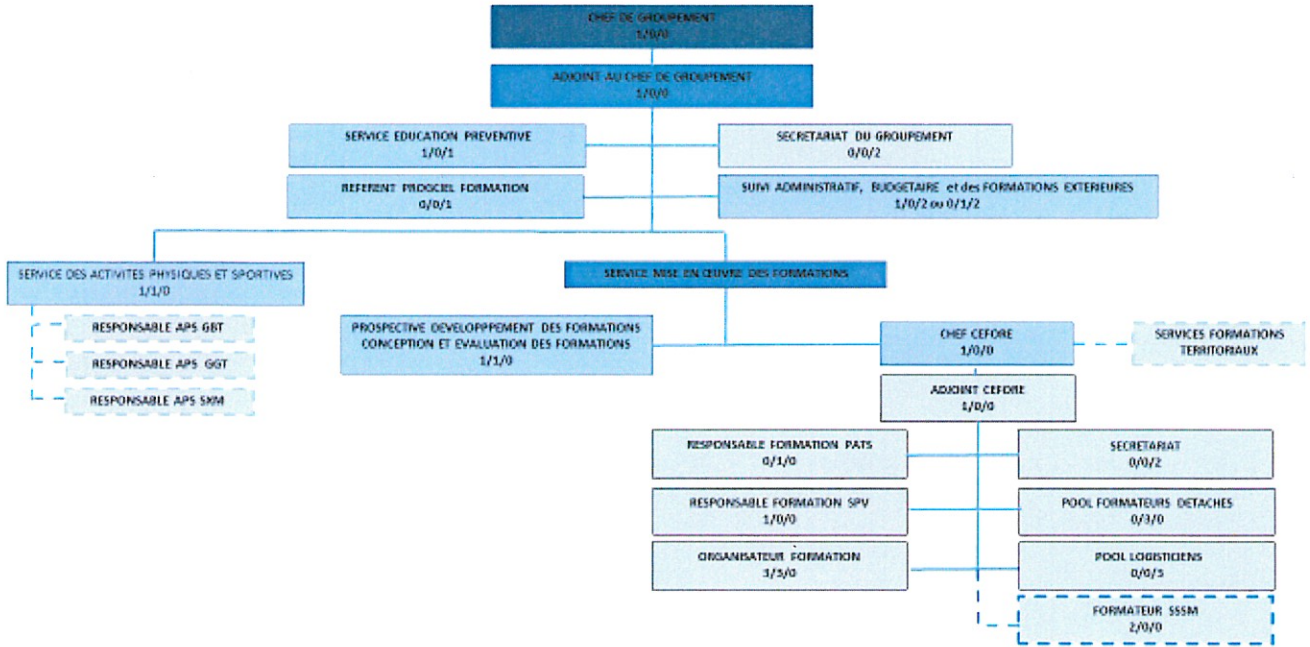 CHEF DE GROUPEMENT
1/0/0
ADJOINT AU CHEF DE GROUPEMENT
1/0/0
SERVICE EDUCATION PREVENTIVE
1/0/1
SECRETARIAT DU GROUPEMENT
0/0/2
REFERENT PROGICIEL FORMATION
0/0/1
SUIVI ADMINISTRATIF, BUDGETAIRE et des FORMATIONS EXTERIEURES
1/0/2 ou 0/1/2
SERVICE DES ACTIVITES PHYSIQUES ET SPORTIVES
1/1/0
RESPONSABLE APS GBT
RESPONSABLE APS GGT
RESPONSABLE APS SXM
SERVICE MISE EN ŒUVRE DES FORMATIONS
PROSPECTIVE DEVELOPPPEMENT DES FORMATIONS
CONCEPTION ET EVALUATION DES FORMATIONS
1/1/0
CHEF CEFORE
1/0/0
SERVICES FORMATIONS
TERRITORIAUX
ADJOINT CEFORE
1/0/0
RESPONSABLE FORMATION PATS
0/1/0
SECRETARIAT
0/0/2
RESPONSABLE FORMATION SPV
1/0/0
POOL FORMATEURS DETACHES
0/3/0
ORGANISATEUR FORMATION
POOL LOGISTICIENS
FORMATEUR SSSM
2/0/0